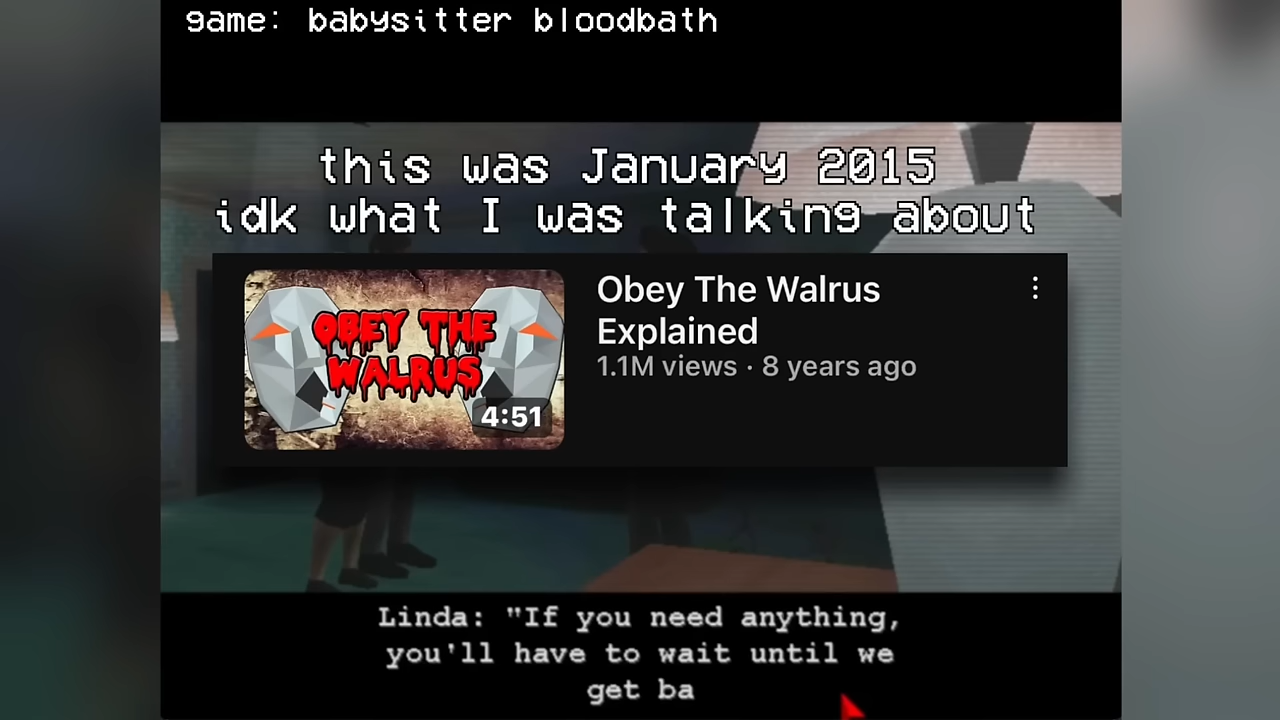 game: babysitter bloodbath
this was January 2015
idk what I was talking about
OBEY THE
WALRUS
4:51
Obey The Walrus
Explained
1.1M views · 8 years ago
Linda: "If you need anything,
you'll have to wait until we
get ba